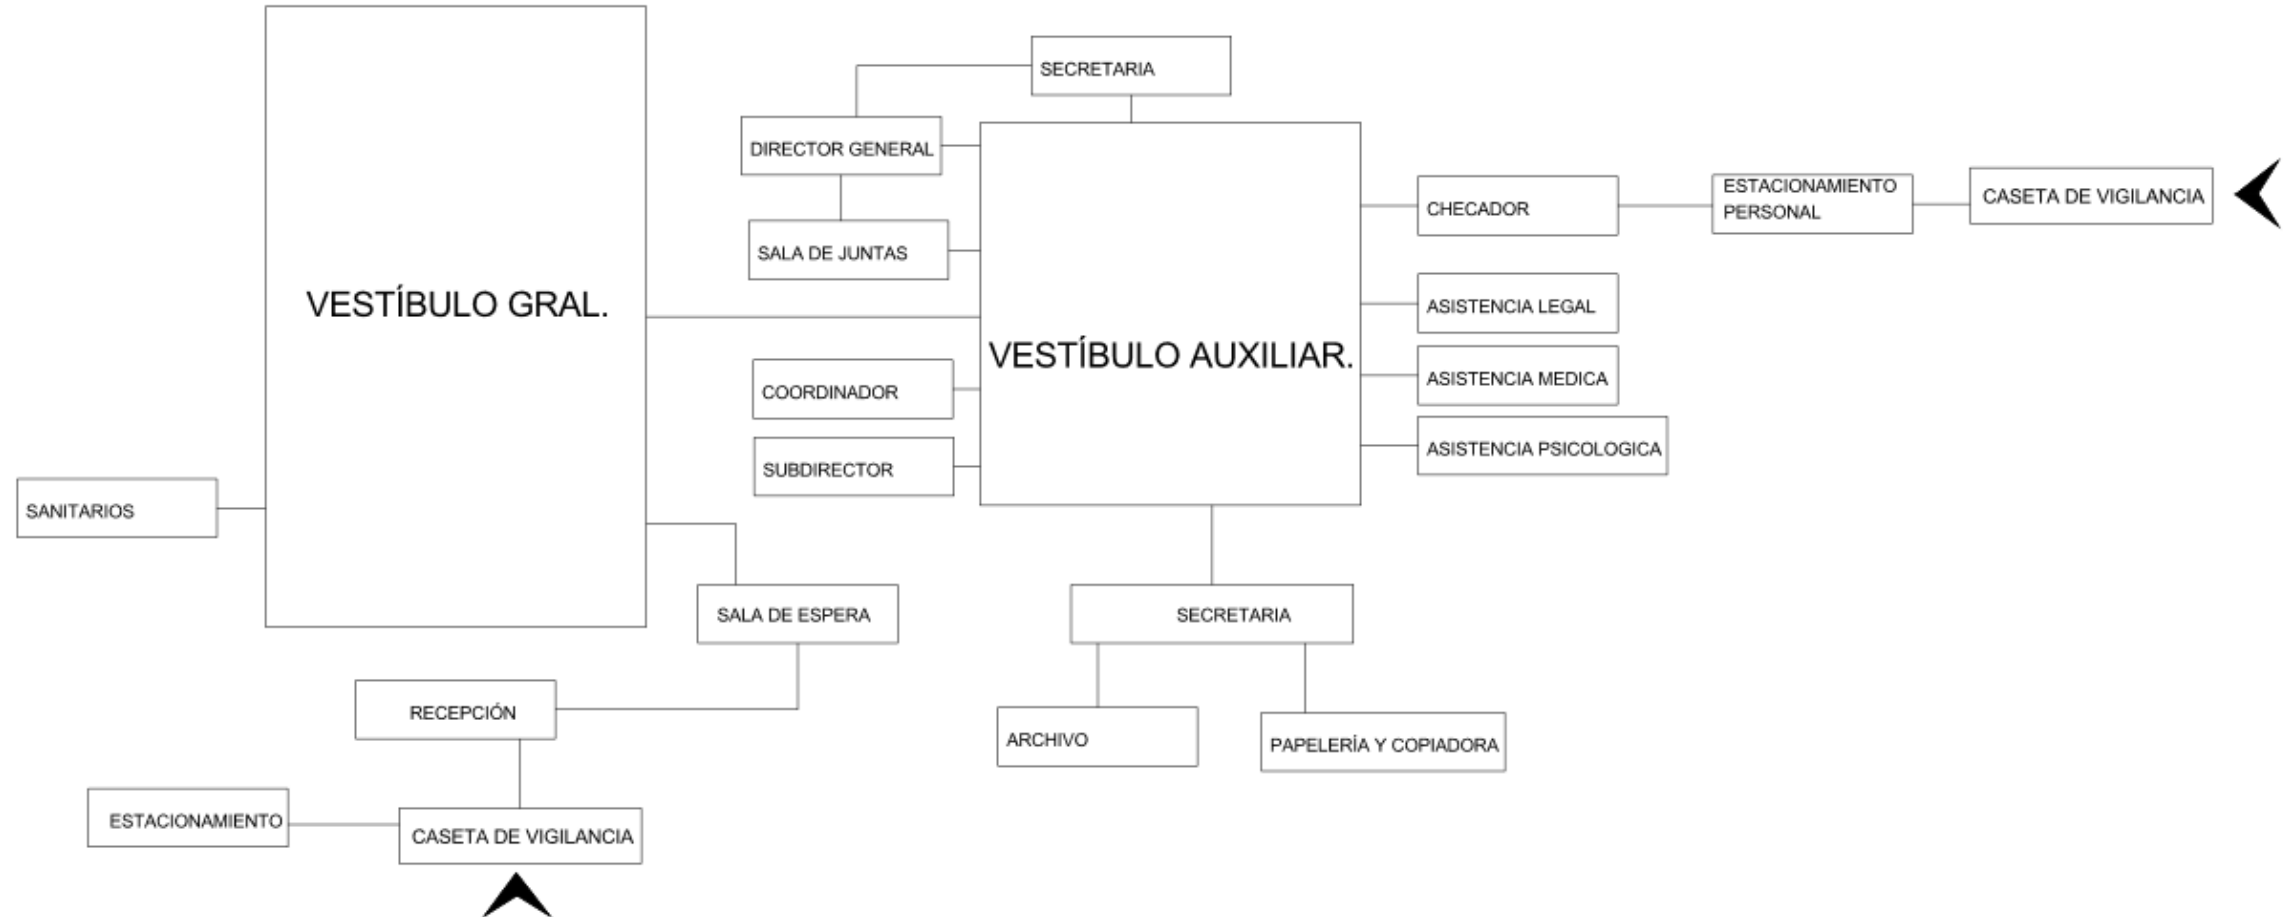 SECRETARIA
DIRECTOR GENERAL
ESTACIONAMIENTO
PERSONAL
CASETA DE VIGILANCIA
CHECADOR
SALA DE JUNTAS
VESTÍBULO GRAL.
ASISTENCIA LEGAL
VESTÍBULO AUXILIAR.
ASISTENCIA MEDICA
COORDINADOR
ASISTENCIA PSICOLOGICA
SUBDIRECTOR
SANITARIOS
SALA DE ESPERA
SECRETARIA
RECEPCIÓN
ARCHIVO
PAPELERÍA Y COPIADORA
ESTACIONAMIENTO
CASETA DE VIGILANCIA